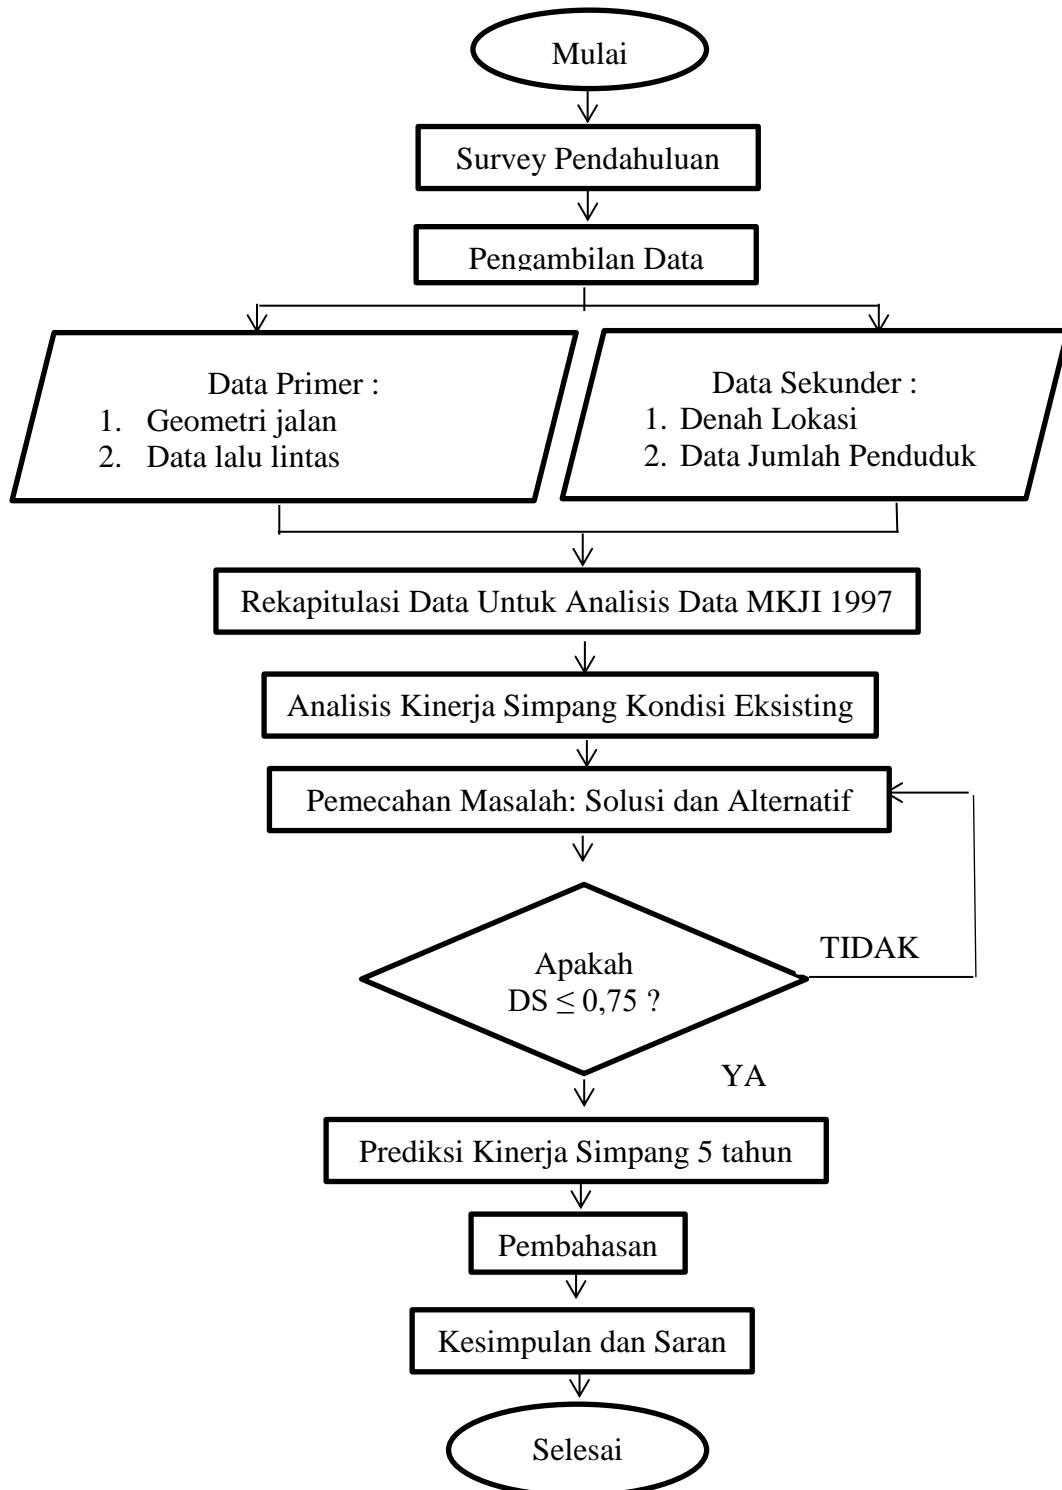 Mulai
Survey Pendahuluan
Pengambilan Data
Data Primer :
1. Geometri jalan
2. Data lalu lintas
Data Sekunder :
1. Denah Lokasi
2. Data Jumlah Penduduk
Rekapitulasi Data Untuk Analisis Data MKJI 1997
Analisis Kinerja Simpang Kondisi Eksisting
Pemecahan Masalah: Solusi dan Alternatif
TIDAK
Apakah
DS ≤ 0,75 ?
YA
Prediksi Kinerja Simpang 5 tahun
Pembahasan
Kesimpulan dan Saran
Selesai